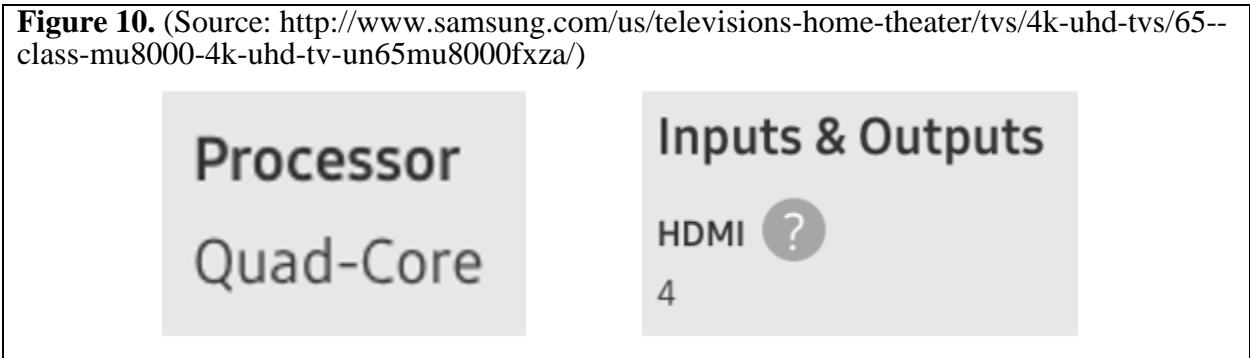 Figure 10. (Source: http://www.samsung.com/us/televisions-home-theater/tvs/4k-uhd-tvs/65--
class-mu8000-4k-uhd-tv-un65mu8000fxza/)
Processor
Quad-Core
Inputs & Outputs
HDMI ?
4